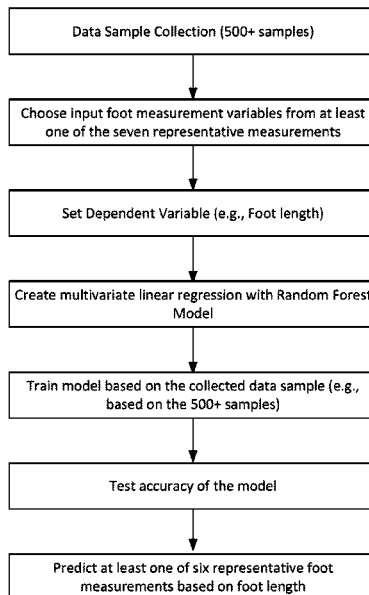 Data Sample Collection (500+ samples)
Choose input foot measurement variables from at least
one of the seven representative measurements
Set Dependent Variable (e.g., Foot length)
Create multivariate linear regression with Random Forest
Model
Train model based on the collected data sample (e.g.,
based on the 500+ samples)
Test accuracy of the model
Predict at least one of six representative foot
measurements based on foot length